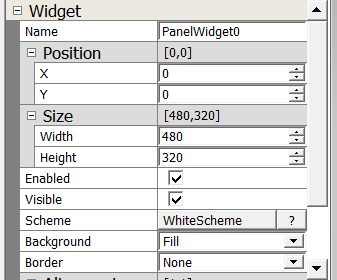 Widget
Name PanelWidget0
Position [0,0]
X 0
Y 0
Size [480,320]
Width 480
Height 320
Enabled
Visible
Scheme WhiteScheme ?
Background Fill
Border None